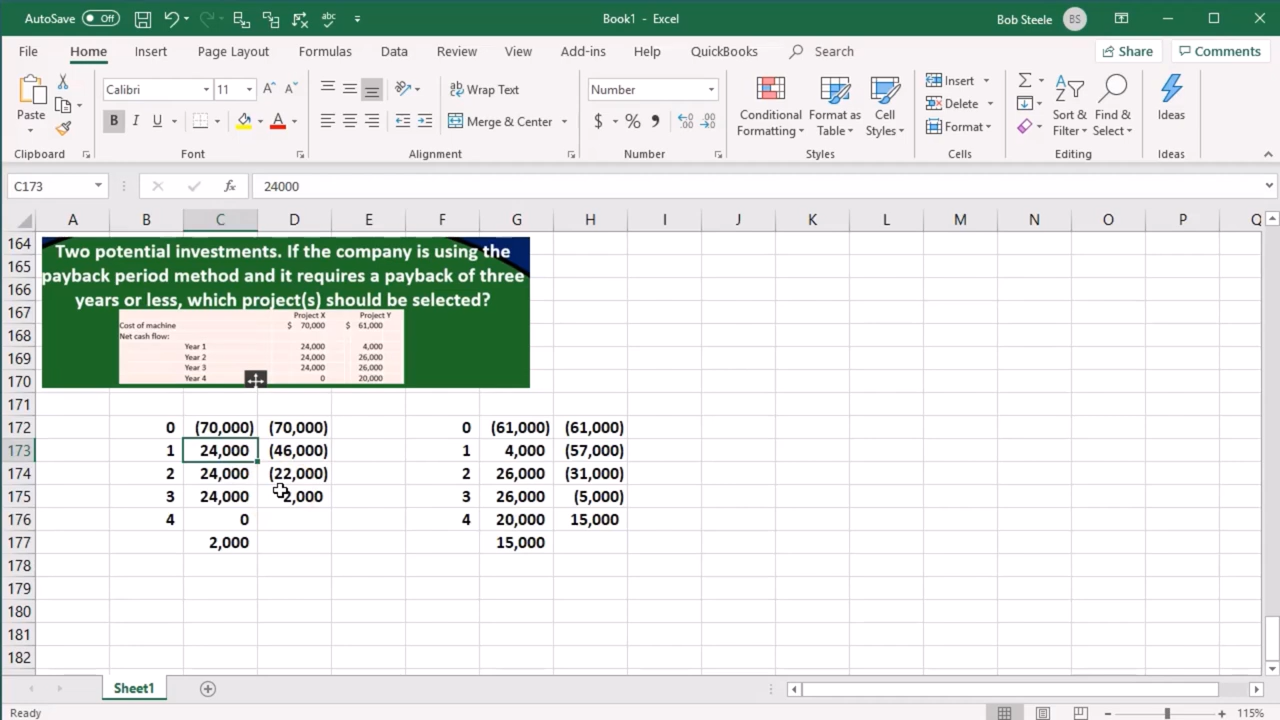 AutoSave Off Book1 - Excel Bob Steele BS
File Home Insert Page Layout Formulas Data Review View Add-ins Help QuickBooks Search Share Comments
Paste Calibri 11 A A Wrap Text Number Conditional Formatting Format as Table Cell Styles Insert Delete Format Sort & Filter Find & Select Ideas
B I U A Merge & Center $ %
Clipboard Font Alignment Number Styles Cells Editing Ideas
C173 fx 24000
A B C D E F G H I J K L M N O P Q
164 Two potential investments. If the company is using the
165 payback period method and it requires a payback of three
166 years or less, which project(s) should be selected?
167 Project X Project Y
168 Cost of machine $ 70,000 $ 61,000
Net cash flow:
169 Year 1 24,000 4,000
Year 2 24,000 26,000
170 Year 3 24,000 26,000
Year 4 0 20,000
171
172 0 (70,000) (70,000) 0 (61,000) (61,000)
173 1 24,000 (46,000) 1 4,000 (57,000)
174 2 24,000 (22,000) 2 26,000 (31,000)
175 3 24,000 2,000 3 26,000 (5,000)
176 4 0 4 20,000 15,000
177 2,000 15,000
178
179
180
181
182
Sheet1
Ready 115%